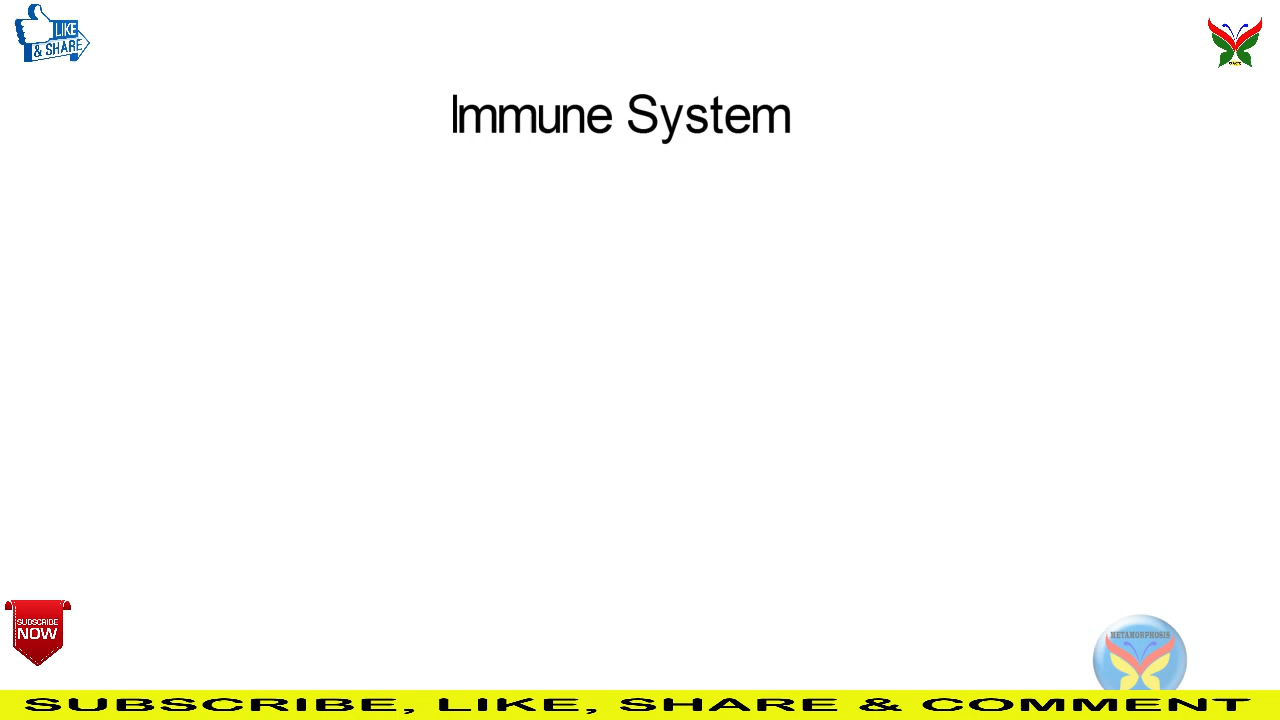 LIKE
& SHARE
Immune System
SUBSCRIBE
NOW
METAMORPHOSIS
SUBSCRIBE, LIKE, SHARE & COMMENT